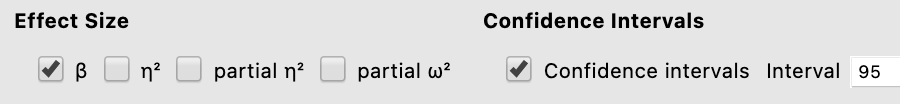 Effect Size Confidence Intervals
β η² partial η² partial ω² Confidence intervals Interval 95